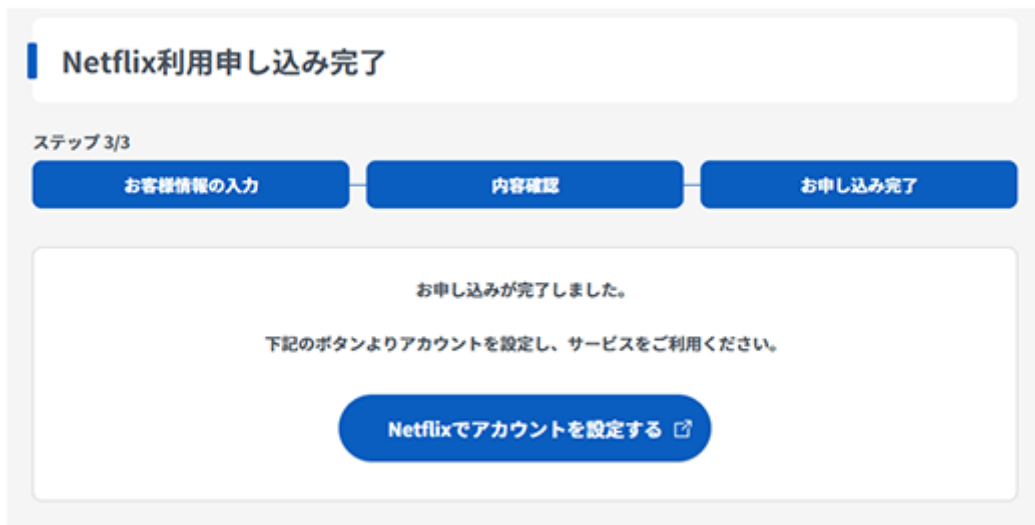 Netflix利用申し込み完了
ステップ 3/3
お客様情報の入力
内容確認
お申し込み完了
お申し込みが完了しました。
下記のボタンよりアカウントを設定し、サービスをご利用ください。
Netflixでアカウントを設定する